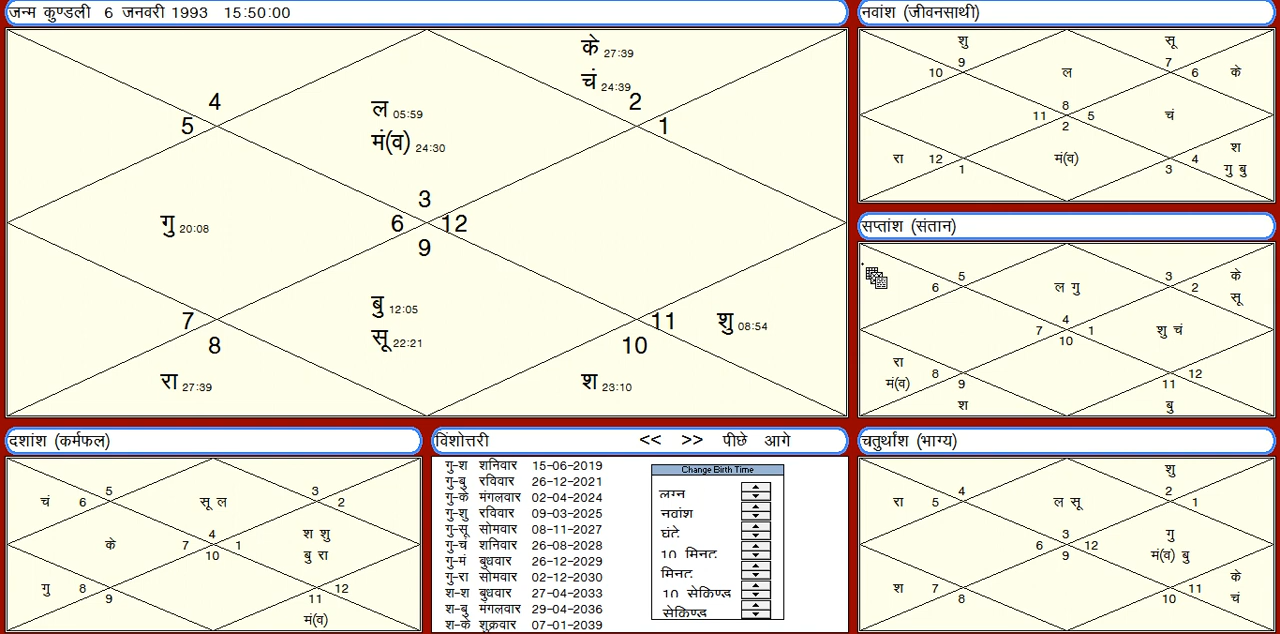 जन्म कुण्डली 6 जनवरी 1993 15:50:00
के 27:39
चं 24:39
4
2
5
1
ल 05:59
मं(व) 24:30
3
गु 20:08
6
12
9
बु 12:05
सू 22:21
7
11
शु 08:54
8
10
रा 27:39
श 23:10
नवांश (जीवनसाथी)
शु
सू
9
7
10
ल
6
के
8
11
5
चं
2
रा
12
मं(व)
4
श
1
3
गु बु
सप्तांश (संतान)
5
3
के
6
ल गु
2
सू
4
7
1
शु चं
10
रा
मं(व)
8
12
9
11
श
बु
दशांश (कर्मफल)
चं
6
5
सू ल
3
2
के
4
श शु
7
1
बु रा
10
गु
8
12
9
11
मं(व)
विंशोत्तरी << >> पीछे आगे
गु-श शनिवार 15-06-2019
गु-बु रविवार 26-12-2021
गु-के मंगलवार 02-04-2024
गु-शु रविवार 09-03-2025
गु-सू सोमवार 08-11-2027
गु-चं शनिवार 26-08-2028
गु-मं बुधवार 26-12-2029
गु-रा सोमवार 02-12-2030
श-श बुधवार 27-04-2033
श-बु मंगलवार 29-04-2036
श-के शुक्रवार 07-01-2039
Change Birth Time
लग्न
नवांश
घंटे
10 मिनट
मिनट
10 सेकिण्ड
सेकिण्ड
चतुर्थांश (भाग्य)
शु
4
2
रा
5
ल सू
1
3
गु
6
12
9
मं(व) बु
श
7
11
के
8
10
चं